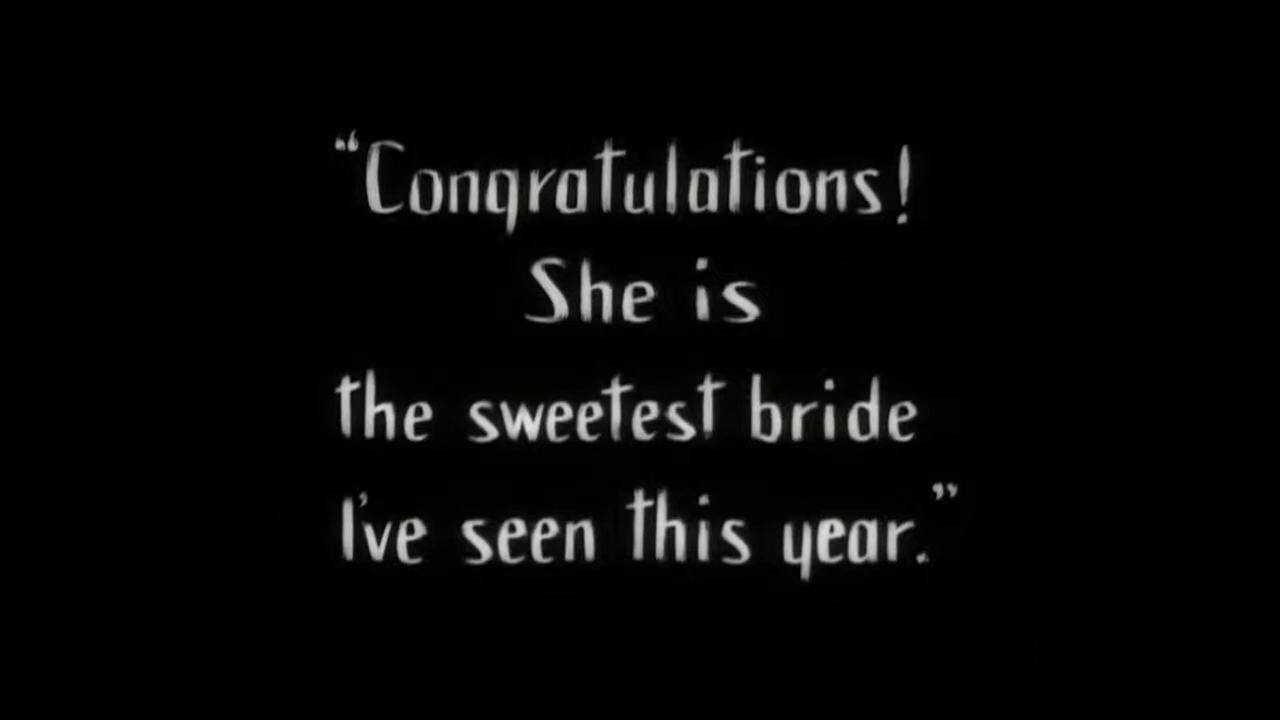 “Congratulations!
She is
the sweetest bride
I've seen this year.”